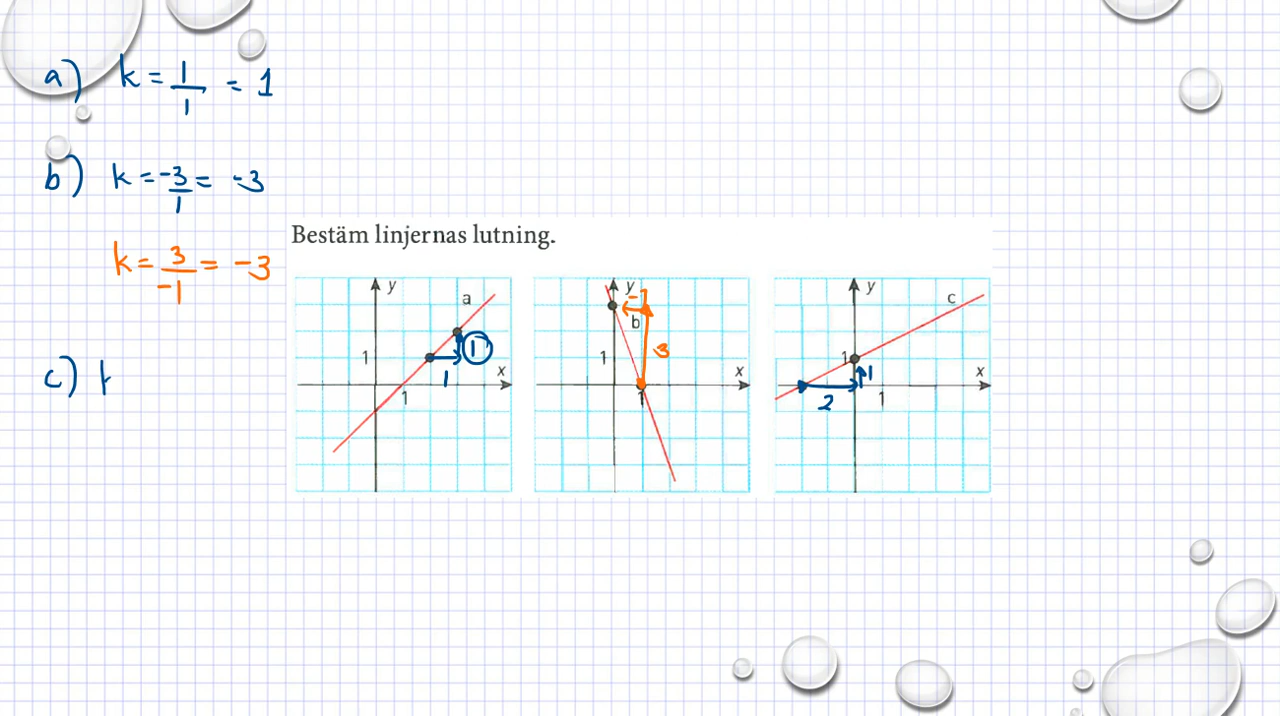 a) k = 1/1 = 1
b) k = -3/1 = -3
k = 3/-1 = -3
Bestäm linjernas lutning.
y a 1 x 1 1 1
y -1 b 1 3 x 1
y c 1 1 x 2 1
c)